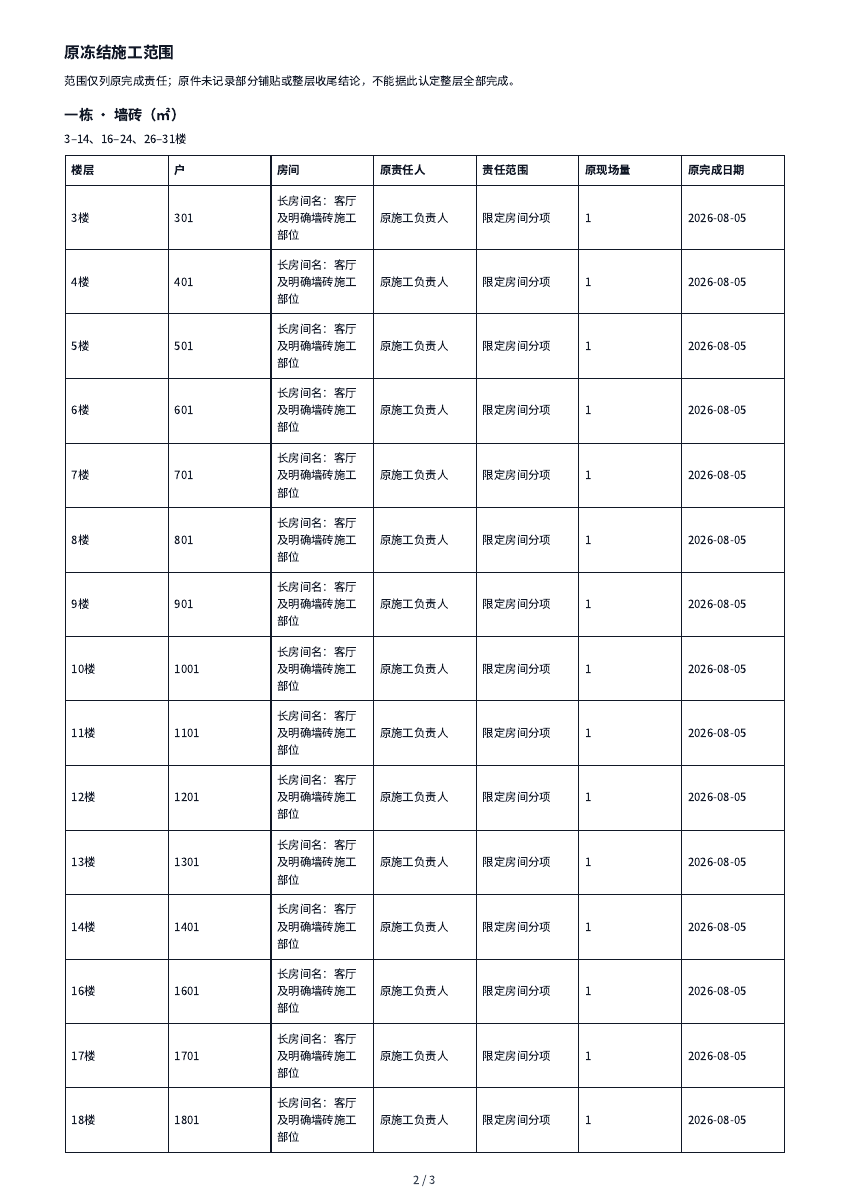 原冻结施工范围
范围仅列原完成责任；原件未记录部分铺贴或整层收尾结论，不能据此认定整层全部完成。
一栋 · 墙砖（㎡）
3–14、16–24、26–31楼
楼层 户 房间 原责任人 责任范围 原现场量 原完成日期
3楼 301 长房间名：客厅及明确墙砖施工部位 原施工负责人 限定房间分项 1 2026-08-05
4楼 401 长房间名：客厅及明确墙砖施工部位 原施工负责人 限定房间分项 1 2026-08-05
5楼 501 长房间名：客厅及明确墙砖施工部位 原施工负责人 限定房间分项 1 2026-08-05
6楼 601 长房间名：客厅及明确墙砖施工部位 原施工负责人 限定房间分项 1 2026-08-05
7楼 701 长房间名：客厅及明确墙砖施工部位 原施工负责人 限定房间分项 1 2026-08-05
8楼 801 长房间名：客厅及明确墙砖施工部位 原施工负责人 限定房间分项 1 2026-08-05
9楼 901 长房间名：客厅及明确墙砖施工部位 原施工负责人 限定房间分项 1 2026-08-05
10楼 1001 长房间名：客厅及明确墙砖施工部位 原施工负责人 限定房间分项 1 2026-08-05
11楼 1101 长房间名：客厅及明确墙砖施工部位 原施工负责人 限定房间分项 1 2026-08-05
12楼 1201 长房间名：客厅及明确墙砖施工部位 原施工负责人 限定房间分项 1 2026-08-05
13楼 1301 长房间名：客厅及明确墙砖施工部位 原施工负责人 限定房间分项 1 2026-08-05
14楼 1401 长房间名：客厅及明确墙砖施工部位 原施工负责人 限定房间分项 1 2026-08-05
16楼 1601 长房间名：客厅及明确墙砖施工部位 原施工负责人 限定房间分项 1 2026-08-05
17楼 1701 长房间名：客厅及明确墙砖施工部位 原施工负责人 限定房间分项 1 2026-08-05
18楼 1801 长房间名：客厅及明确墙砖施工部位 原施工负责人 限定房间分项 1 2026-08-05
2 / 3